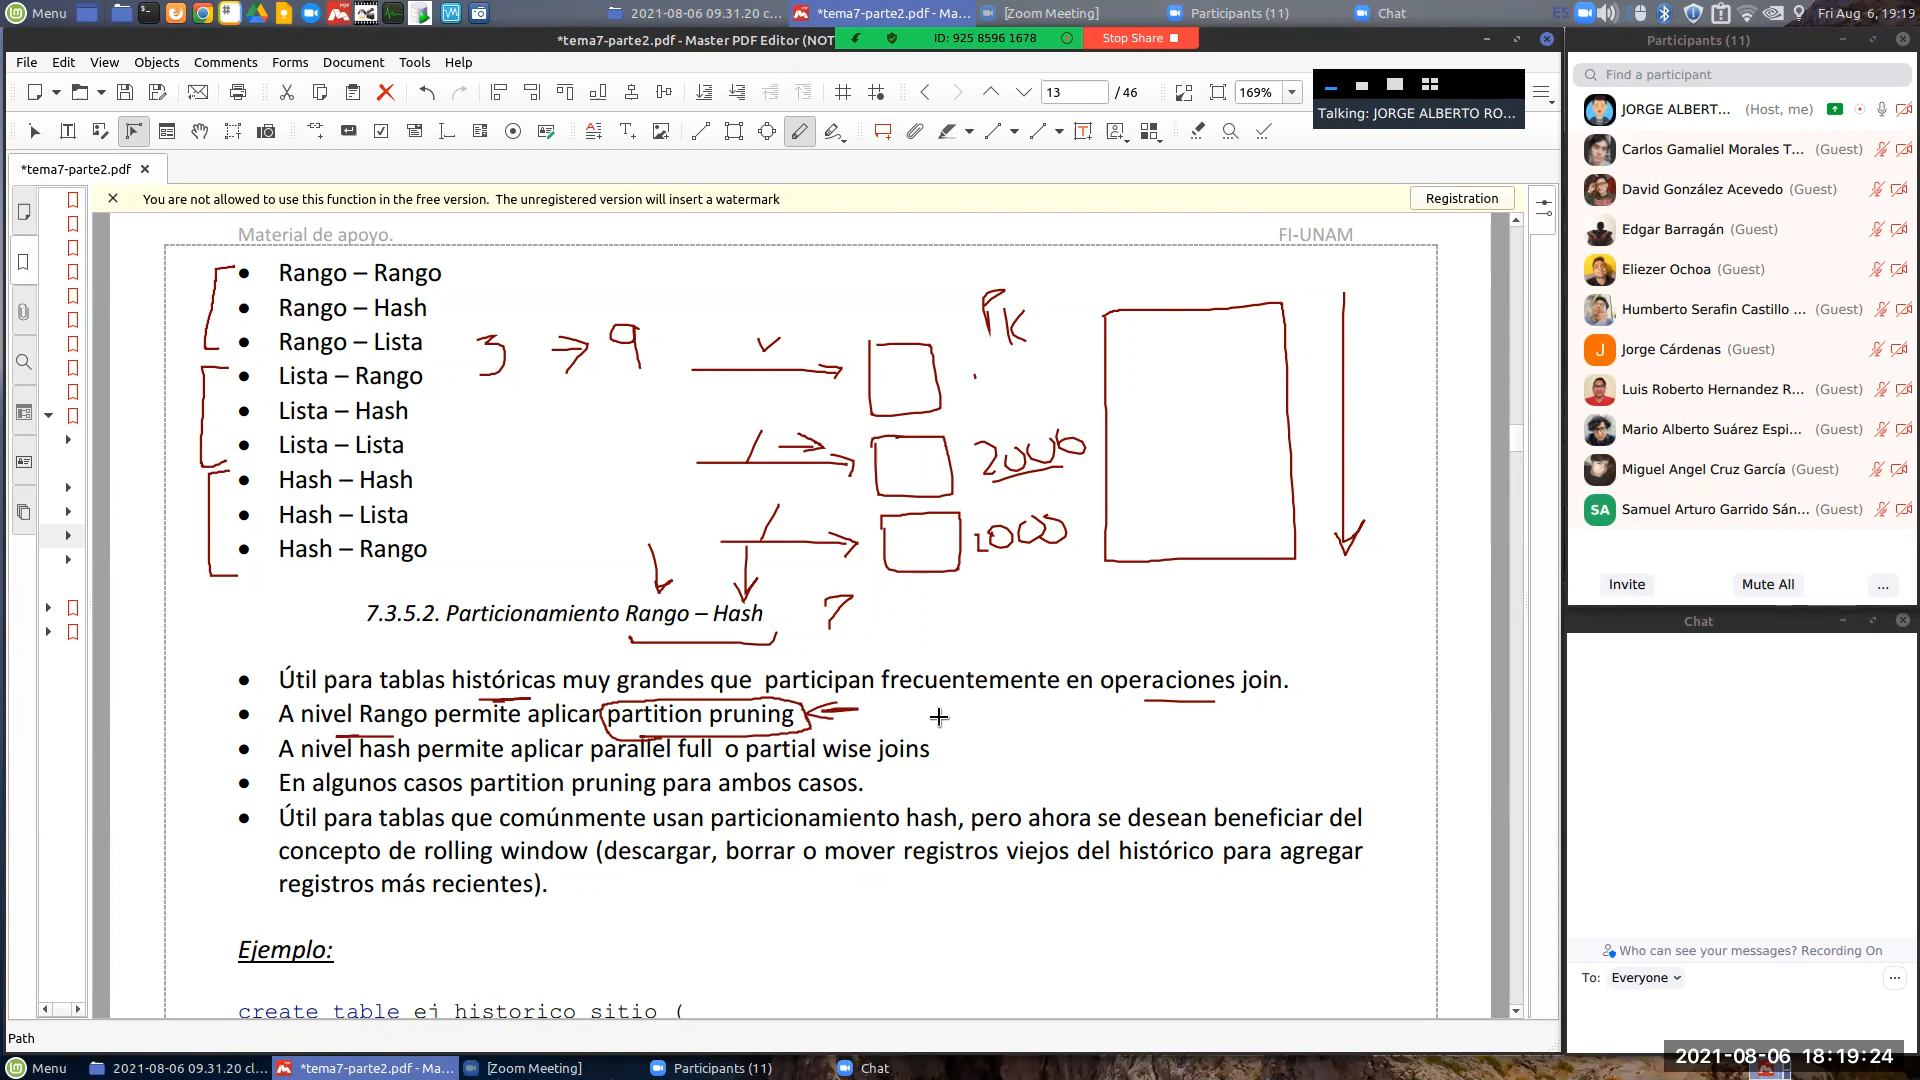 Menu
2021-08-06 09.31.20 c...
*tema7-parte2.pdf - Ma...
[Zoom Meeting]
Participants (11)
Chat
ES
Fri Aug 6, 19:19
*tema7-parte2.pdf - Master PDF Editor (NOT
ID: 925 8596 1678
Stop Share
File Edit View Objects Comments Forms Document Tools Help
13 / 46
169%
Talking: JORGE ALBERTO RO...
*tema7-parte2.pdf
You are not allowed to use this function in the free version. The unregistered version will insert a watermark
Registration
Material de apoyo. FI-UNAM
• Rango – Rango
• Rango – Hash
• Rango – Lista
• Lista – Rango
• Lista – Hash
• Lista – Lista
• Hash – Hash
• Hash – Lista
• Hash – Rango
3 → 9
PK
2000
1000
7.3.5.2. Particionamiento Rango – Hash
?
• Útil para tablas históricas muy grandes que participan frecuentemente en operaciones join.
• A nivel Rango permite aplicar partition pruning
• A nivel hash permite aplicar parallel full o partial wise joins
• En algunos casos partition pruning para ambos casos.
• Útil para tablas que comúnmente usan particionamiento hash, pero ahora se desean beneficiar del
concepto de rolling window (descargar, borrar o mover registros viejos del histórico para agregar
registros más recientes).
Ejemplo:
create table ej_historico_sitio (
Path
Participants (11)
Find a participant
JORGE ALBERT... (Host, me)
Carlos Gamaliel Morales T... (Guest)
David González Acevedo (Guest)
Edgar Barragán (Guest)
Eliezer Ochoa (Guest)
Humberto Serafin Castillo ... (Guest)
J Jorge Cárdenas (Guest)
Luis Roberto Hernandez R... (Guest)
Mario Alberto Suárez Espi... (Guest)
Miguel Angel Cruz García (Guest)
SA Samuel Arturo Garrido Sán... (Guest)
Invite
Mute All
...
Chat
Who can see your messages? Recording On
To: Everyone
Menu
2021-08-06 09.31.20 cl...
*tema7-parte2.pdf - Ma...
[Zoom Meeting]
Participants (11)
Chat
2021-08-06 18:19:24